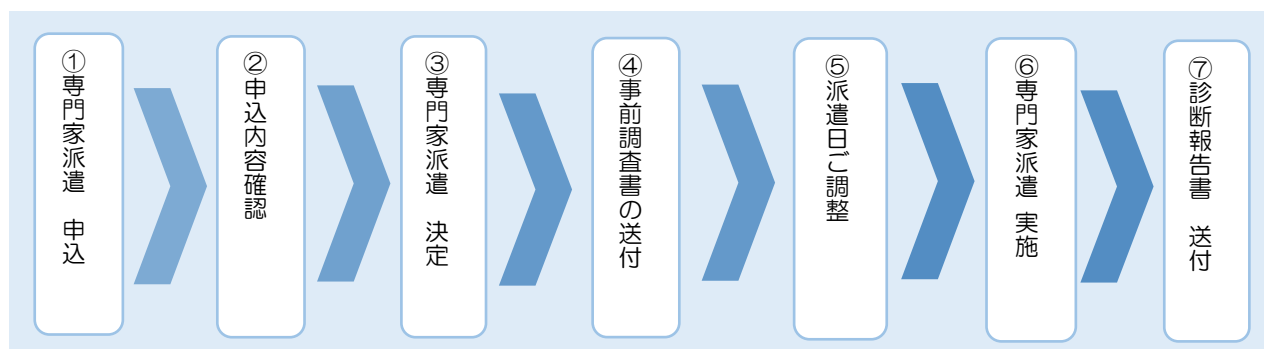 ①専門家派遣　申込
②申込内容確認
③専門家派遣　決定
④事前調査書の送付
⑤派遣日ご調整
⑥専門家派遣 実施
⑦診断報告書　送付